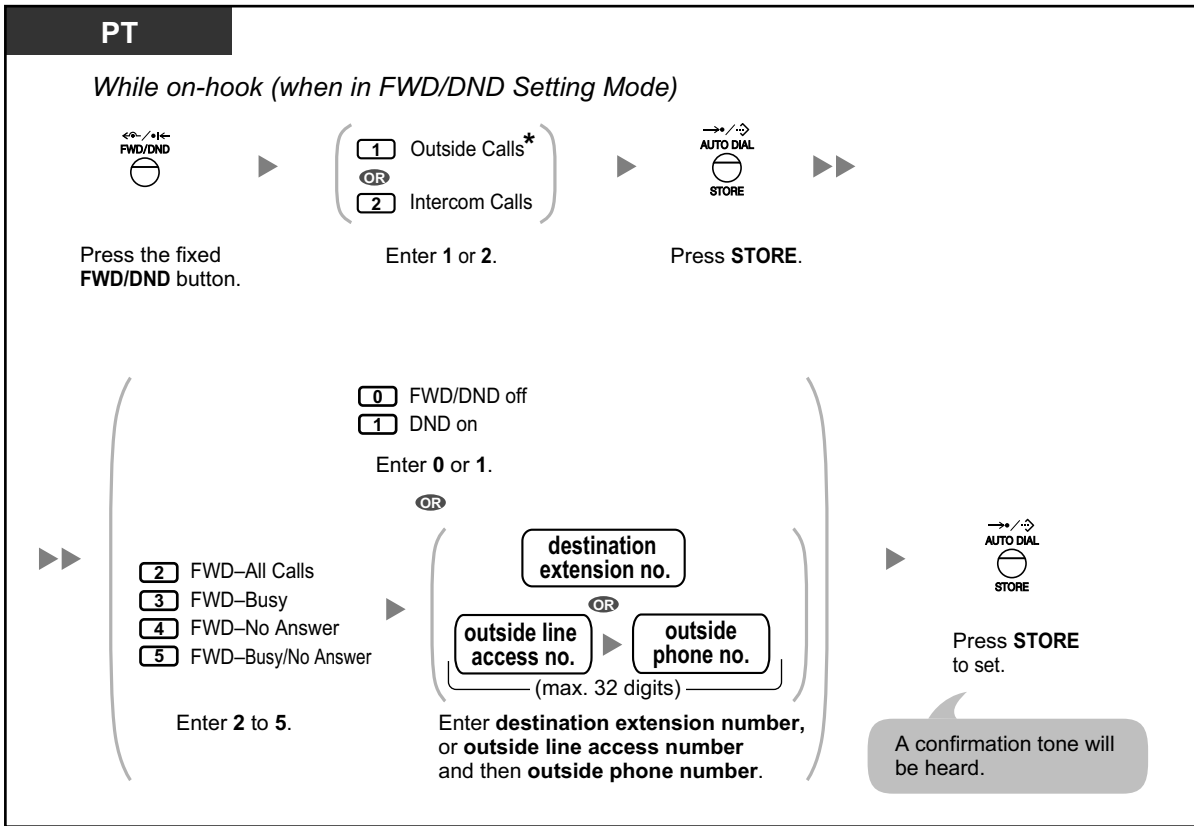 PT
While on-hook (when in FWD/DND Setting Mode)
FWD/DND
1 Outside Calls*
OR
2 Intercom Calls
AUTO DIAL
STORE
Press the fixed
FWD/DND button.
Enter 1 or 2.
Press STORE.
0 FWD/DND off
1 DND on
Enter 0 or 1.
OR
2 FWD–All Calls
3 FWD–Busy
4 FWD–No Answer
5 FWD–Busy/No Answer
Enter 2 to 5.
destination
extension no.
OR
outside line
access no.
outside
phone no.
(max. 32 digits)
Enter destination extension number,
or outside line access number
and then outside phone number.
AUTO DIAL
STORE
Press STORE
to set.
A confirmation tone will
be heard.